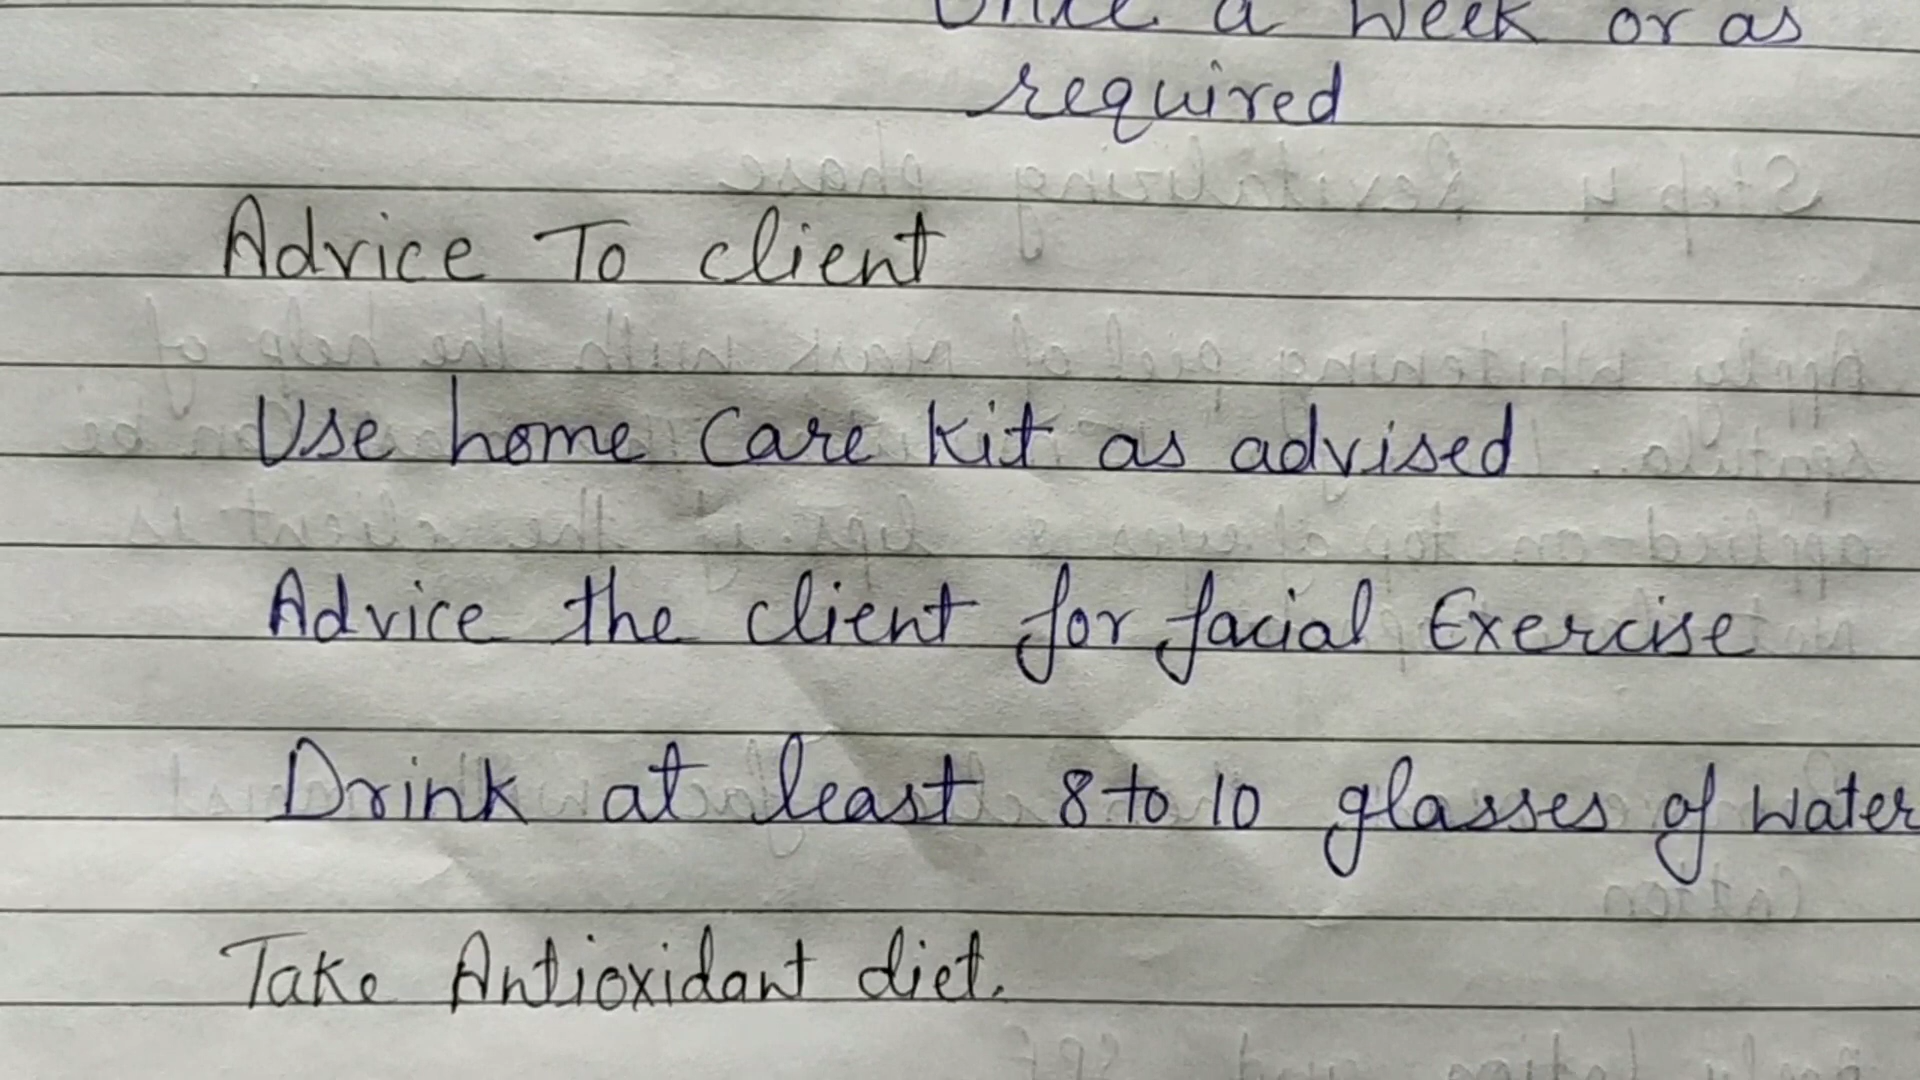 Once a week or as
required
Advice To client
Use home care kit as advised
Advice the client for facial Exercise
Drink at least 8 to 10 glasses of water
Take Antioxidant diet.